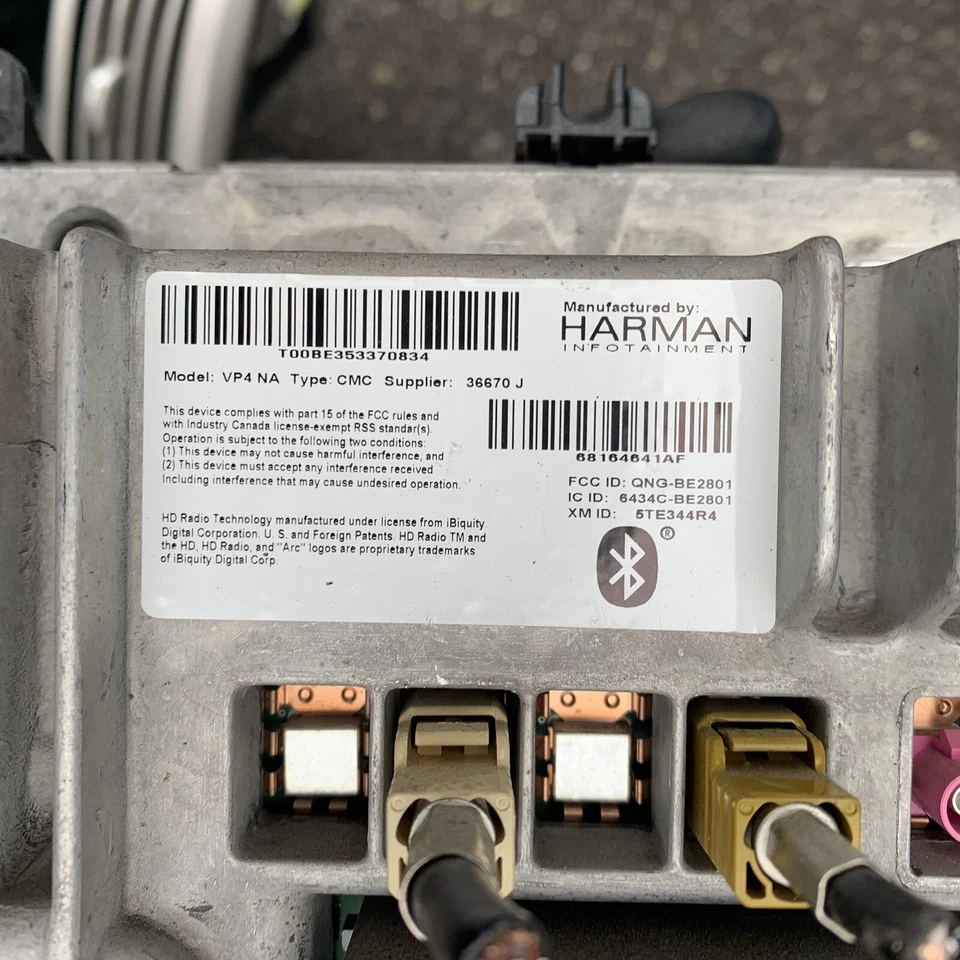 T00BE353370834
Manufactured by:
HARMAN
INFOTAINMENT
Model: VP4 NA Type: CMC Supplier: 36670 J
This device complies with part 15 of the FCC rules and
with Industry Canada license-exempt RSS standar(s).
Operation is subject to the following two conditions:
(1) This device may not cause harmful interference, and
(2) This device must accept any interference received
Including interference that may cause undesired operation.
68164641AF
FCC ID: QNG-BE2801
IC ID: 6434C-BE2801
XM ID: 5TE344R4
HD Radio Technology manufactured under license from iBiquity
Digital Corporation. U. S. and Foreign Patents. HD Radio TM and
the HD, HD Radio, and "Arc" logos are proprietary trademarks
of iBiquity Digital Corp.
®